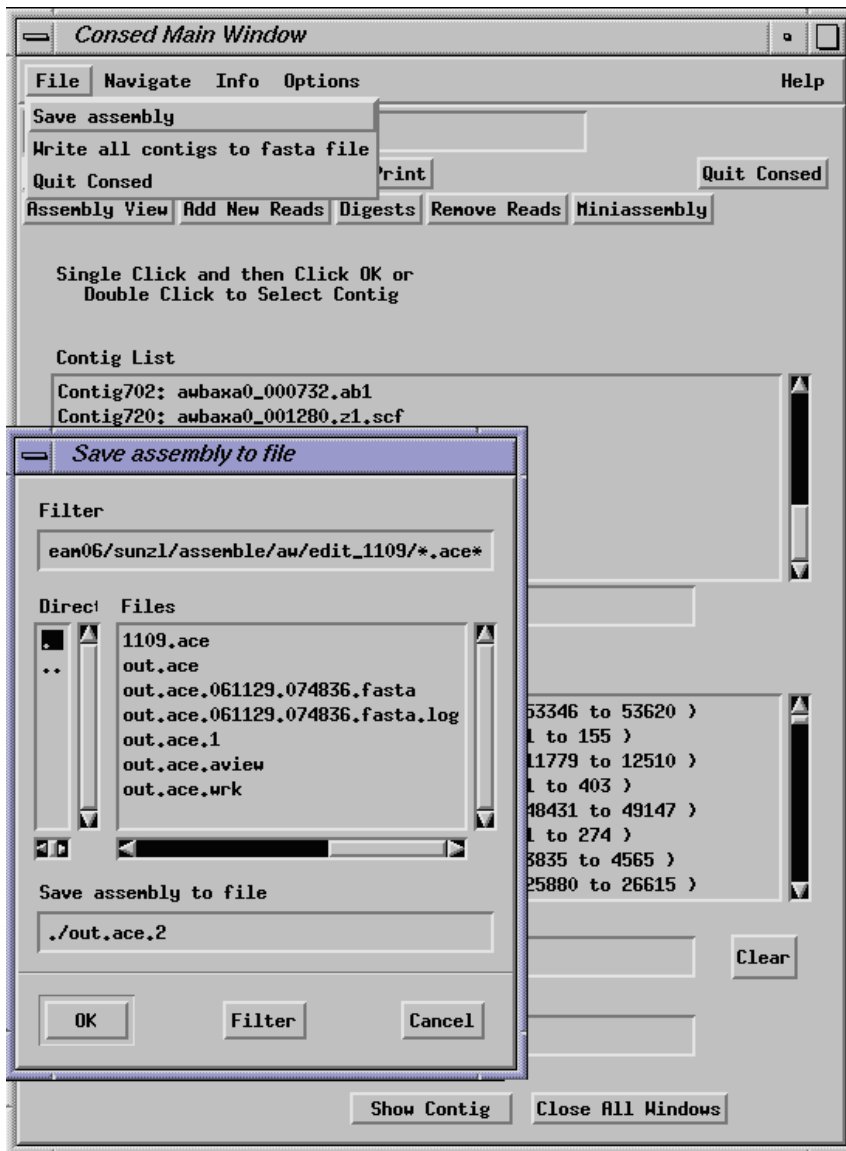 Consed Main Window
File Navigate Info Options Help
Save assembly
Write all contigs to fasta file
Quit Consed
Print
Quit Consed
Assembly View Add New Reads Digests Remove Reads Miniassembly
Single Click and then Click OK or
Double Click to Select Contig
Contig List
Contig702: awbaxa0_000732.ab1
Contig720: awbaxa0_001280.z1.scf
Save assembly to file
Filter
eam06/sunzl/assemble/aw/edit_1109/*.ace*
Direct Files
.
..
1109.ace
out.ace
out.ace.061129.074836.fasta
out.ace.061129.074836.fasta.log
out.ace.1
out.ace.aview
out.ace.wrk
53346 to 53620 )
1 to 155 )
11779 to 12510 )
1 to 403 )
48431 to 49147 )
1 to 274 )
3835 to 4565 )
25880 to 26615 )
Save assembly to file
./out.ace.2
Clear
OK Filter Cancel
Show Contig Close All Windows